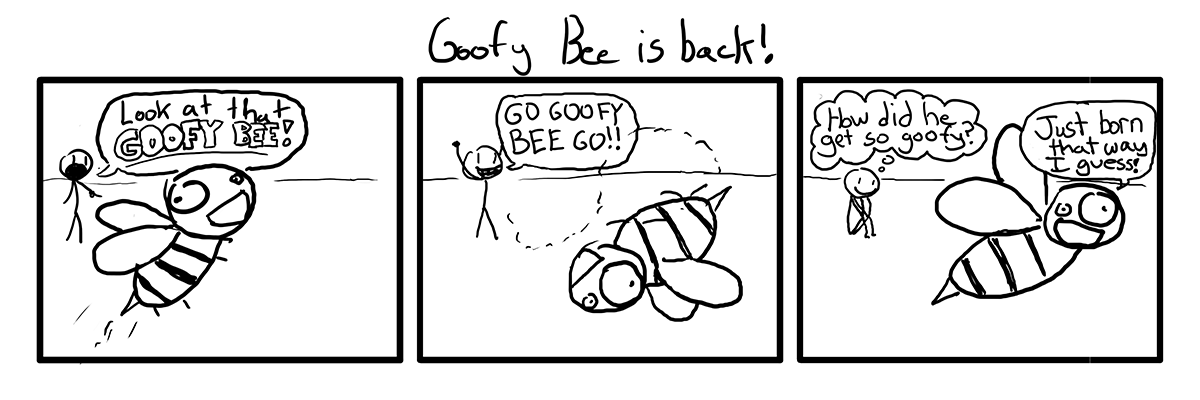 Goofy Bee is back!
Look at that
GOOFY BEE!
GO GOOFY
BEE GO!!
How did he
get so goofy?
Just born
that way
I guess!